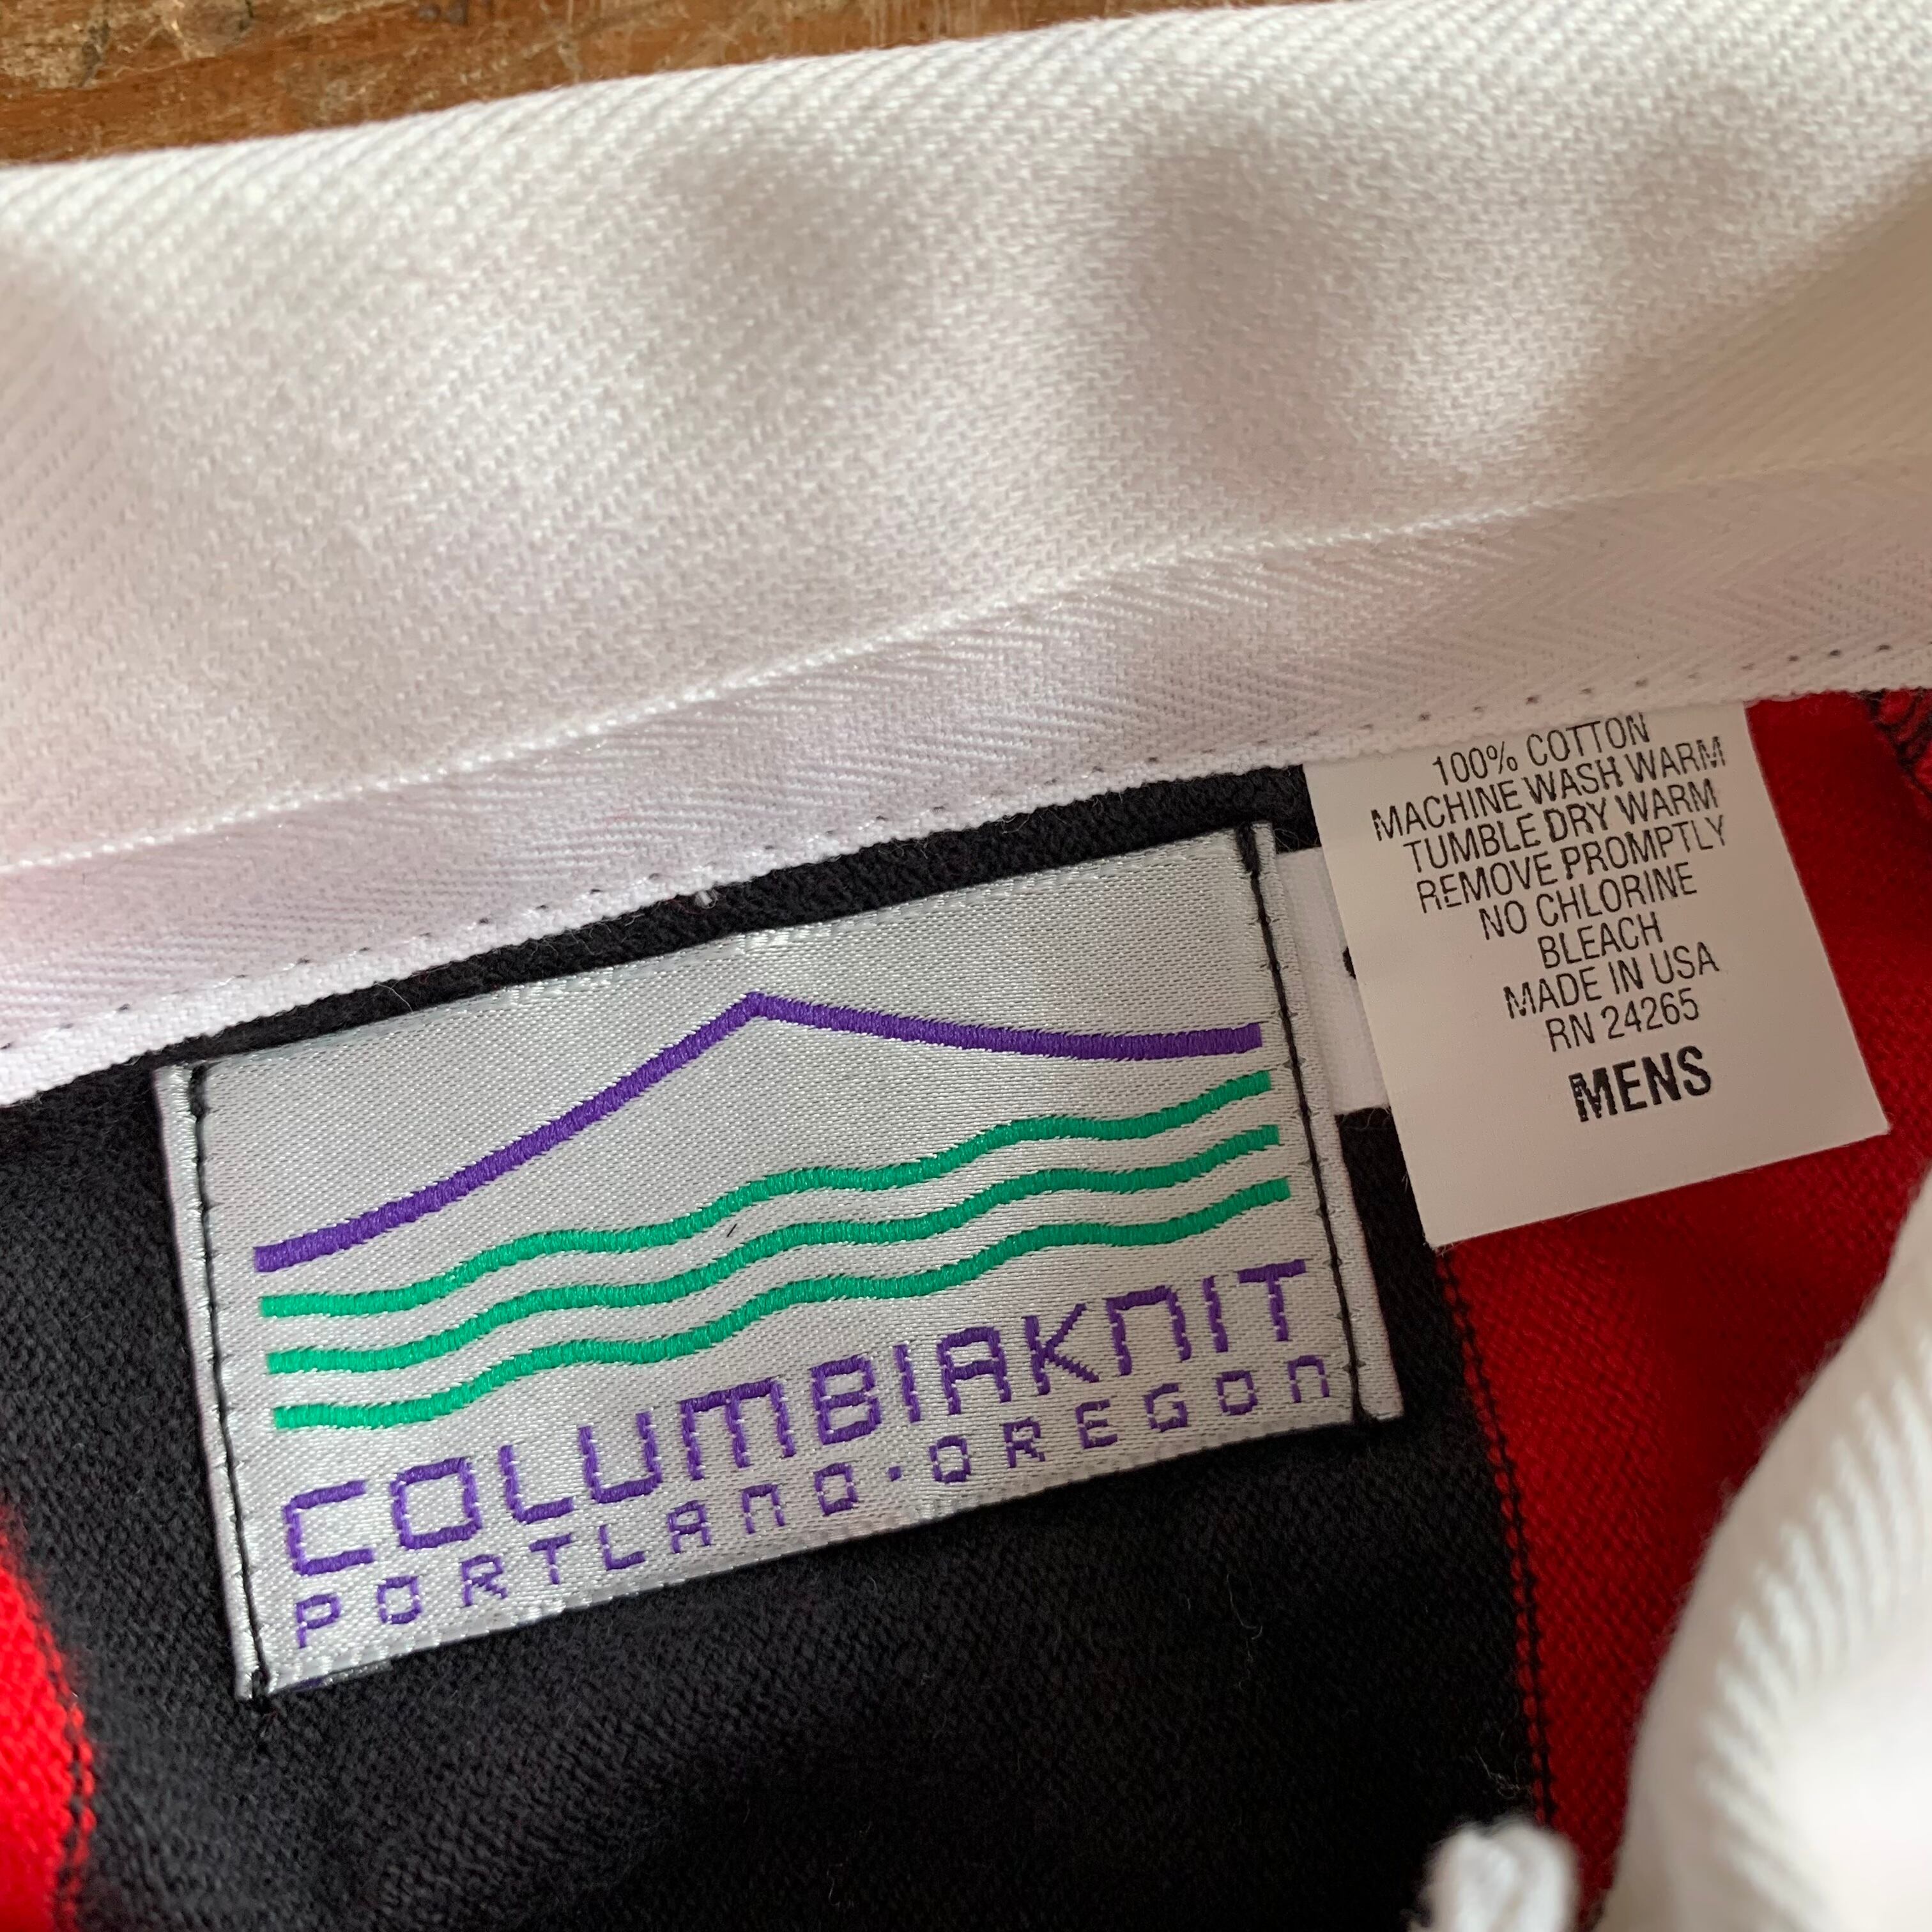 100% COTTON
MACHINE WASH WARM
TUMBLE DRY WARM
REMOVE PROMPTLY
NO CHLORINE
BLEACH
MADE IN USA
RN 24265
MENS
COLUMBIAKNIT
PORTLAND·OREGON